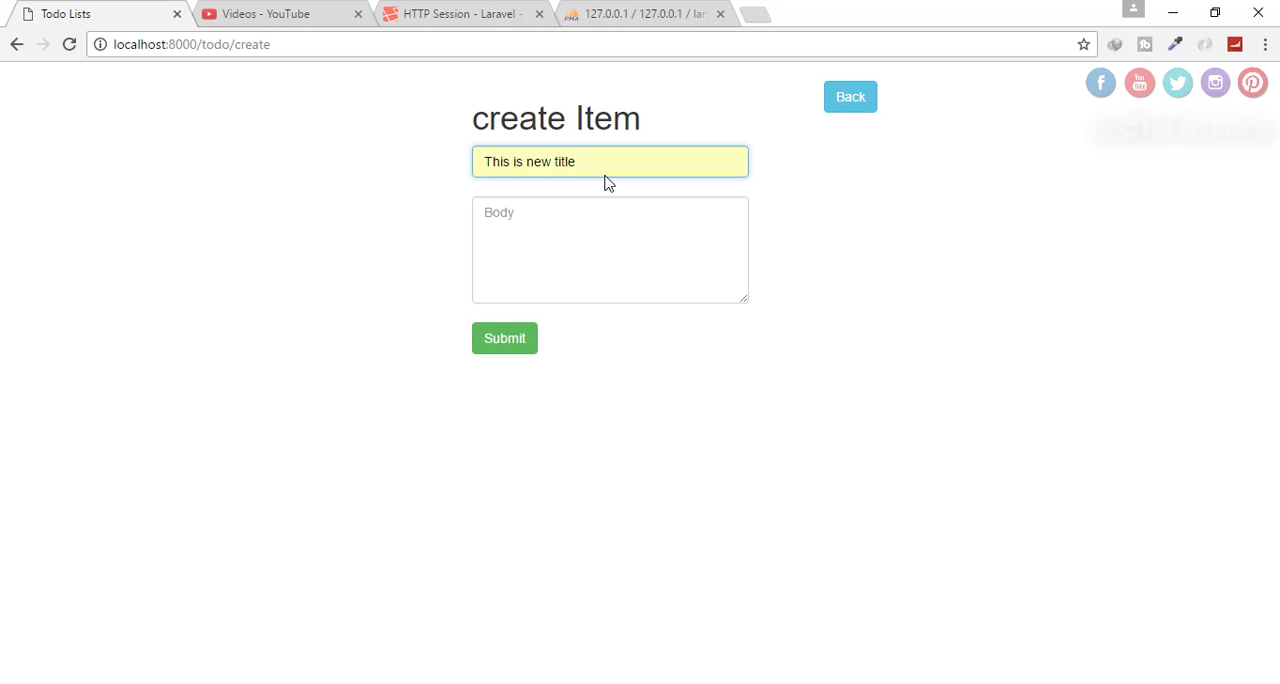 Todo Lists
Videos - YouTube
HTTP Session - Laravel -
127.0.0.1 / 127.0.0.1 / lar
localhost:8000/todo/create
Back
create Item
This is new title
Body
Submit